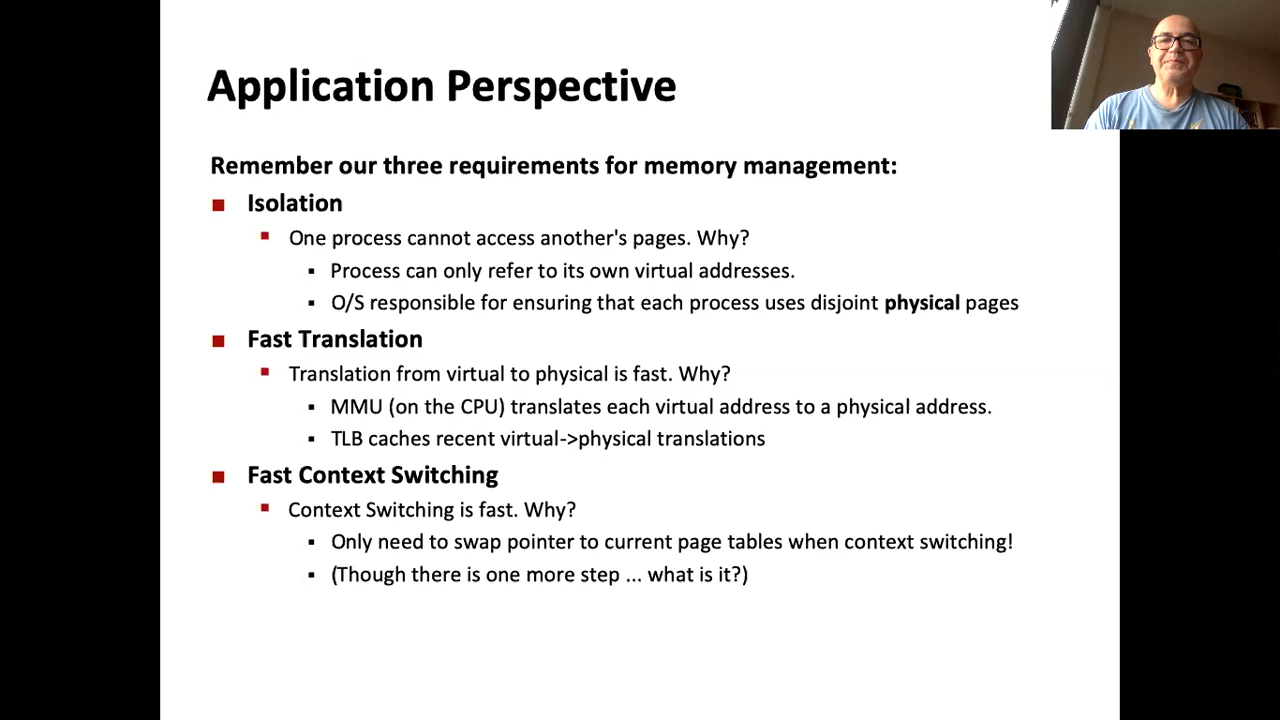 Application Perspective
Remember our three requirements for memory management:
Isolation
One process cannot access another's pages. Why?
Process can only refer to its own virtual addresses.
O/S responsible for ensuring that each process uses disjoint physical pages
Fast Translation
Translation from virtual to physical is fast. Why?
MMU (on the CPU) translates each virtual address to a physical address.
TLB caches recent virtual->physical translations
Fast Context Switching
Context Switching is fast. Why?
Only need to swap pointer to current page tables when context switching!
(Though there is one more step ... what is it?)